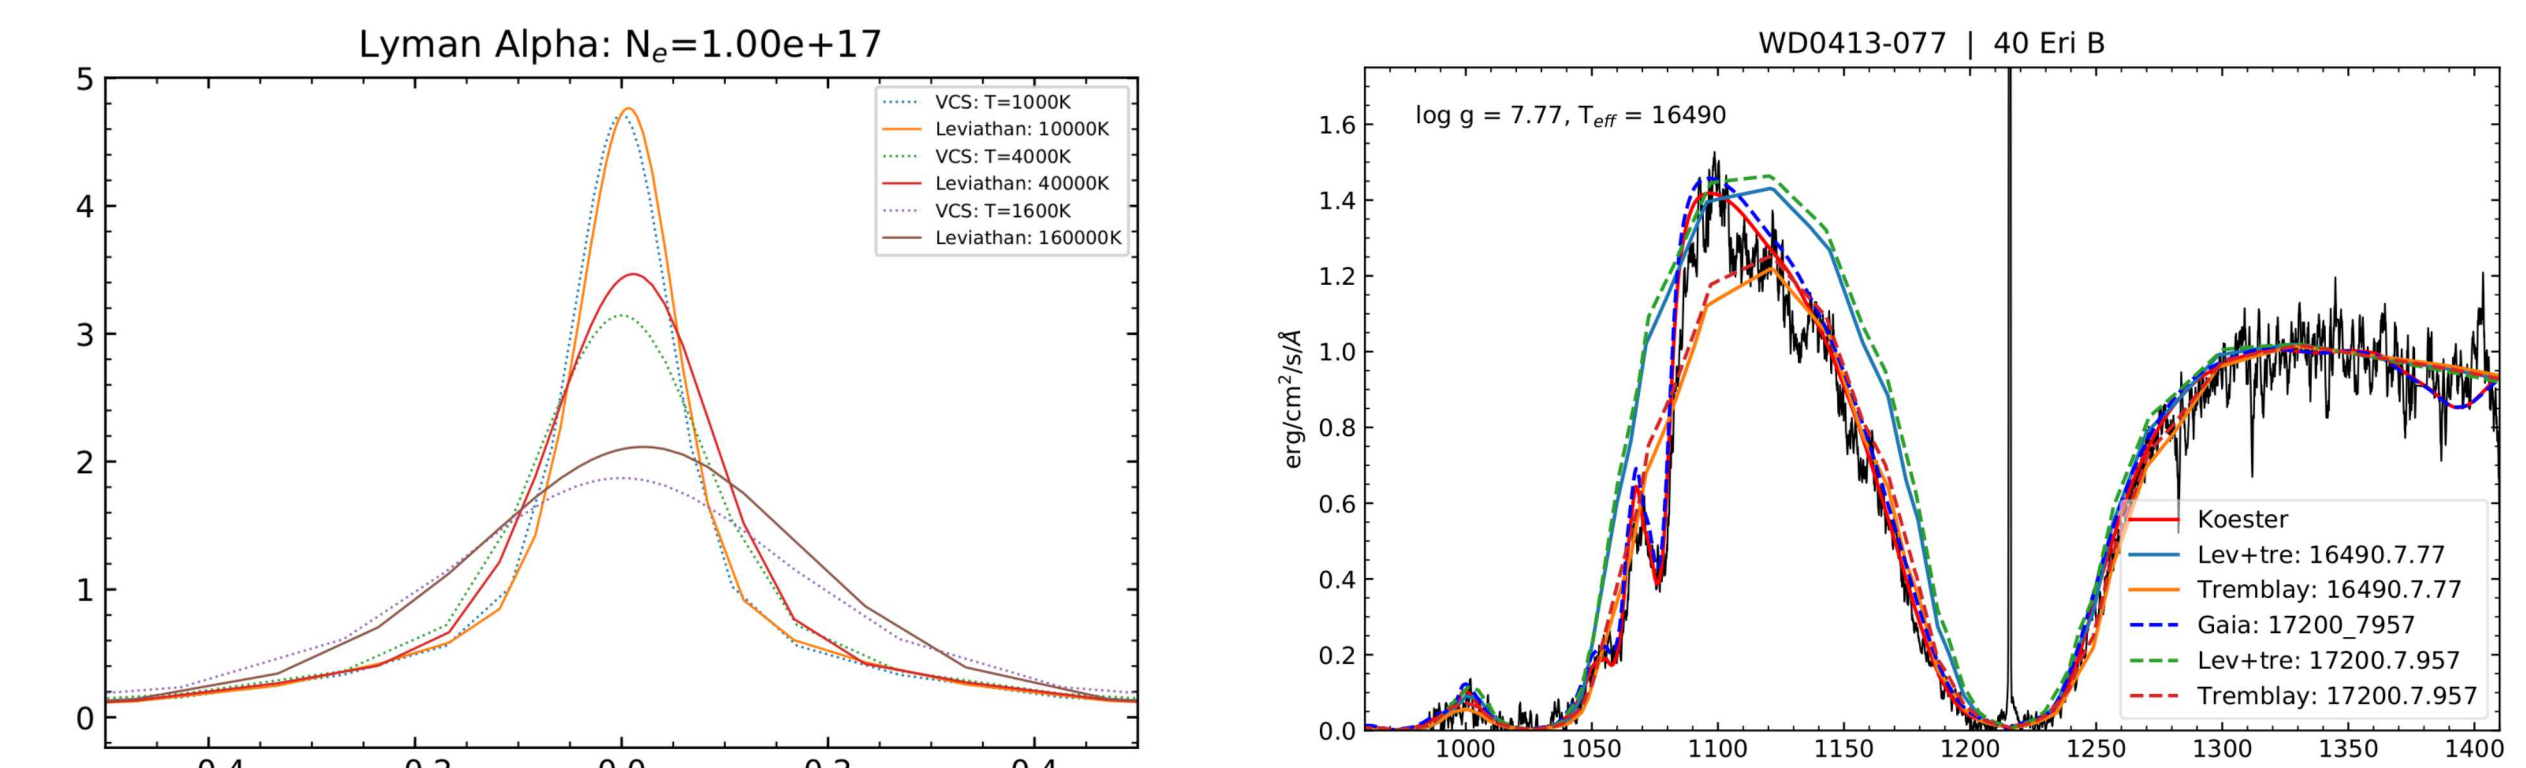 Lyman Alpha: Nₑ=1.00e+17
5
4
3
2
1
0
VCS: T=1000K
Leviathan: 10000K
VCS: T=4000K
Leviathan: 40000K
VCS: T=1600K
Leviathan: 160000K
WD0413-077 | 40 Eri B
log g = 7.77, T_eff = 16490
erg/cm²/s/Å
1.6
1.4
1.2
1.0
0.8
0.6
0.4
0.2
0.0
Koester
Lev+tre: 16490.7.77
Tremblay: 16490.7.77
Gaia: 17200_7957
Lev+tre: 17200.7.957
Tremblay: 17200.7.957
1000 1050 1100 1150 1200 1250 1300 1350 1400